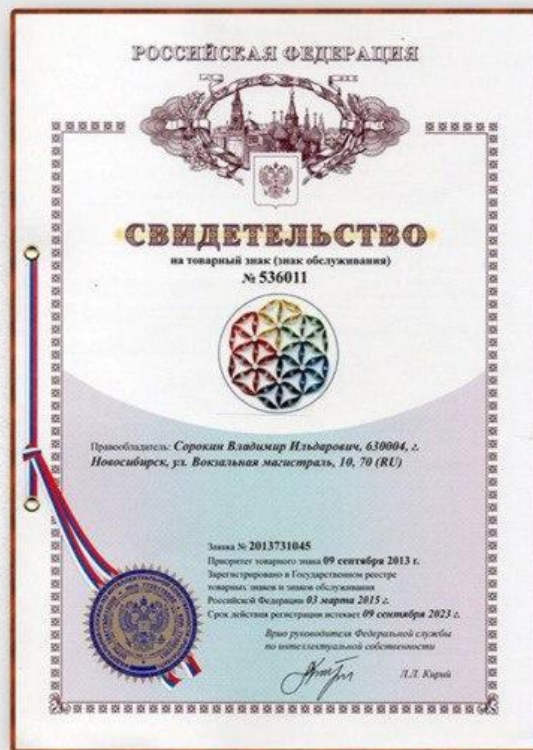 РОССИЙСКАЯ ФЕДЕРАЦИЯ
СВИДЕТЕЛЬСТВО
на товарный знак (знак обслуживания)
№ 536011
Правообладатель: Сорокин Владимир Ильдарович, 630004, г.
Новосибирск, ул. Вокзальная магистраль, 10, 70 (RU)
Заявка № 2013731045
Приоритет товарного знака 09 сентября 2013 г.
Зарегистрировано в Государственном реестре
товарных знаков и знаков обслуживания
Российской Федерации 03 марта 2015 г.
Срок действия регистрации истекает 09 сентября 2023 г.
Врио руководителя Федеральной службы
по интеллектуальной собственности
Л.Л. Кирий